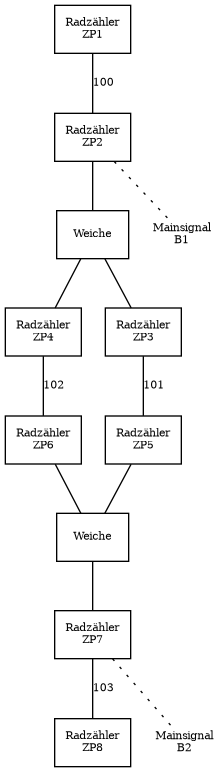 Radzähler
ZP1
100
Radzähler
ZP2
Weiche
Mainsignal
B1
Radzähler
ZP4
Radzähler
ZP3
102
101
Radzähler
ZP6
Radzähler
ZP5
Weiche
Radzähler
ZP7
103
Radzähler
ZP8
Mainsignal
B2